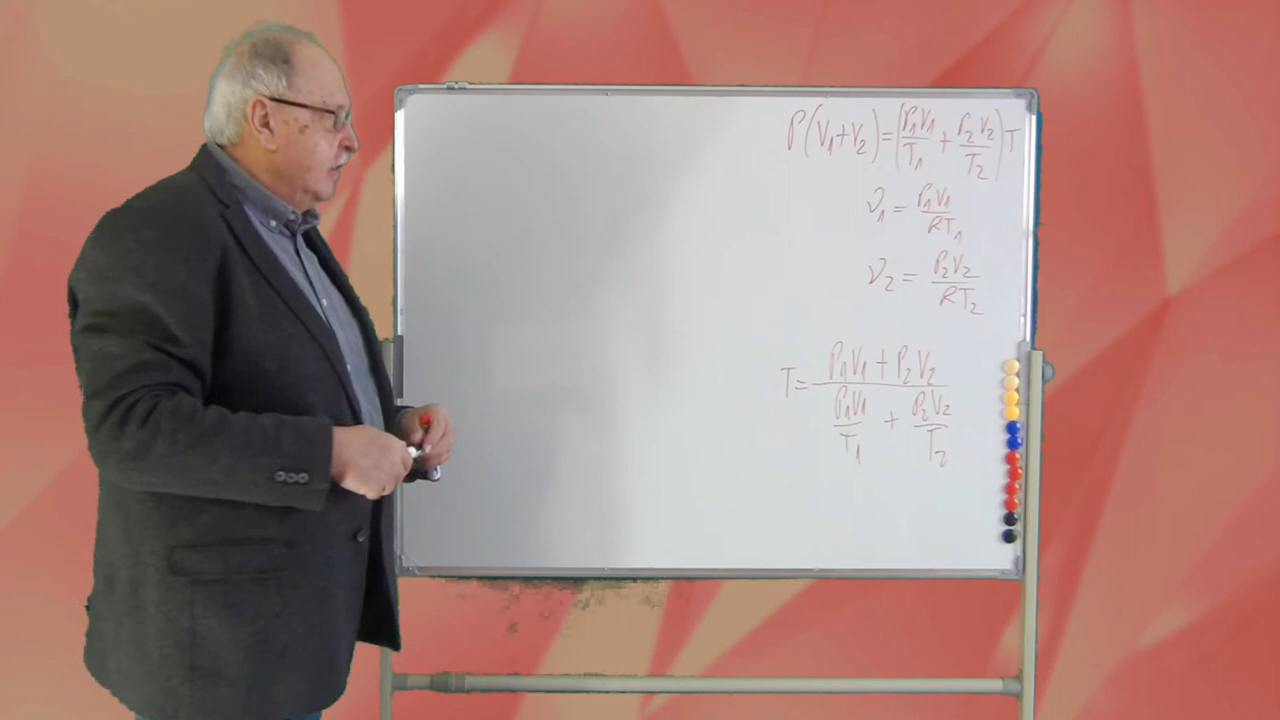 P(V₁+V₂)=(P₁V₁/T₁ + P₂V₂/T₂)T
ν₁ = P₁V₁/RT₁
ν₂ = P₂V₂/RT₂
T = (P₁V₁ + P₂V₂)/(P₁V₁/T₁ + P₂V₂/T₂)